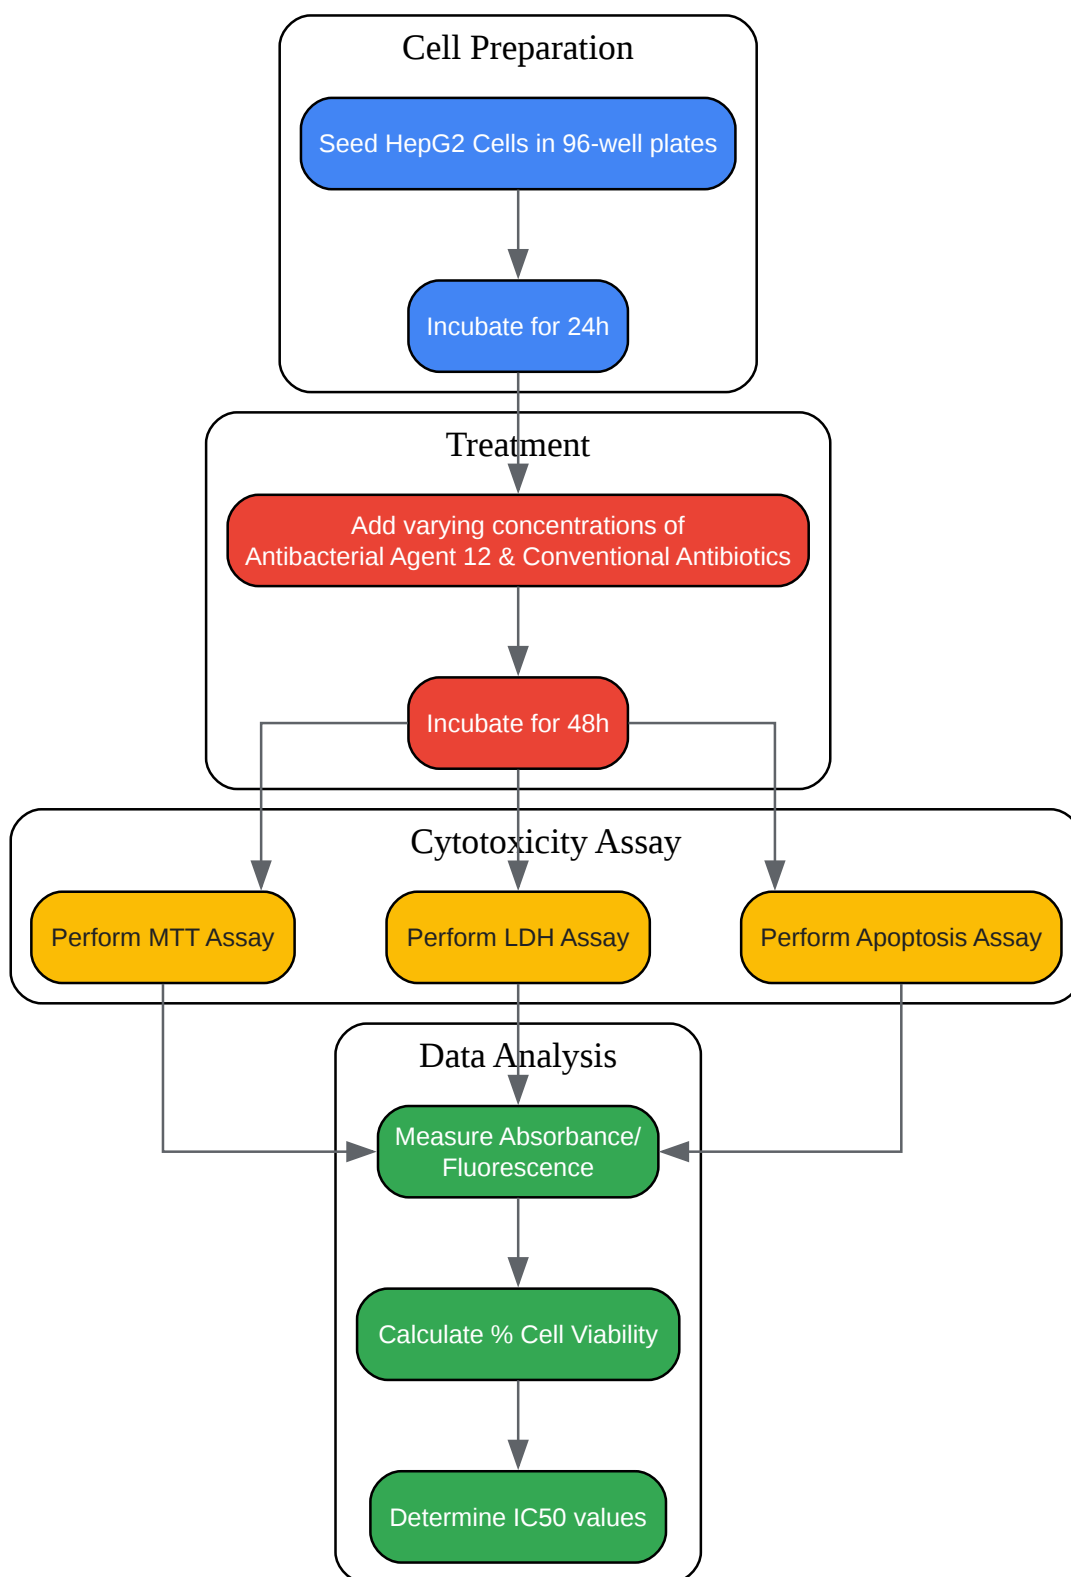 Cell Preparation
Seed HepG2 Cells in 96-well plates
Incubate for 24h
Treatment
Add varying concentrations of
Antibacterial Agent 12 & Conventional Antibiotics
Incubate for 48h
Cytotoxicity Assay
Perform MTT Assay
Perform LDH Assay
Perform Apoptosis Assay
Data Analysis
Measure Absorbance/
Fluorescence
Calculate % Cell Viability
Determine IC50 values